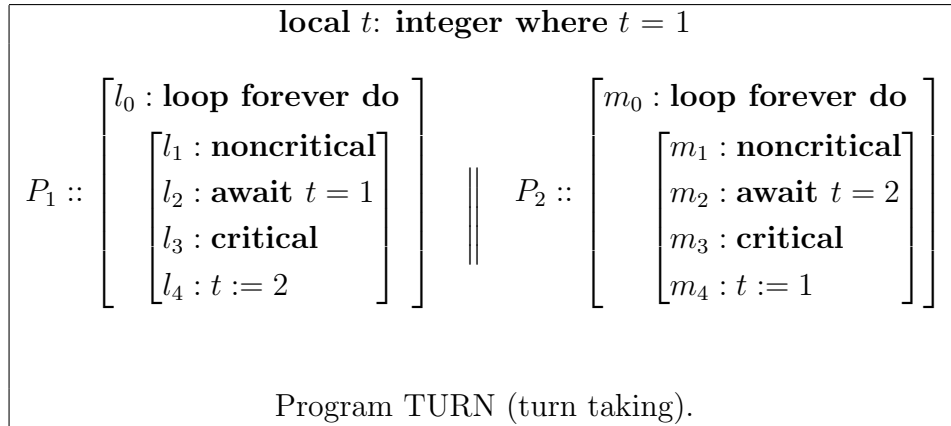 local t: integer where t = 1
l0 : loop forever do
l1 : noncritical
l2 : await t = 1
P1 ::
l3 : critical
l4 : t := 2
||
m0 : loop forever do
m1 : noncritical
m2 : await t = 2
P2 ::
m3 : critical
m4 : t := 1
Program TURN (turn taking).